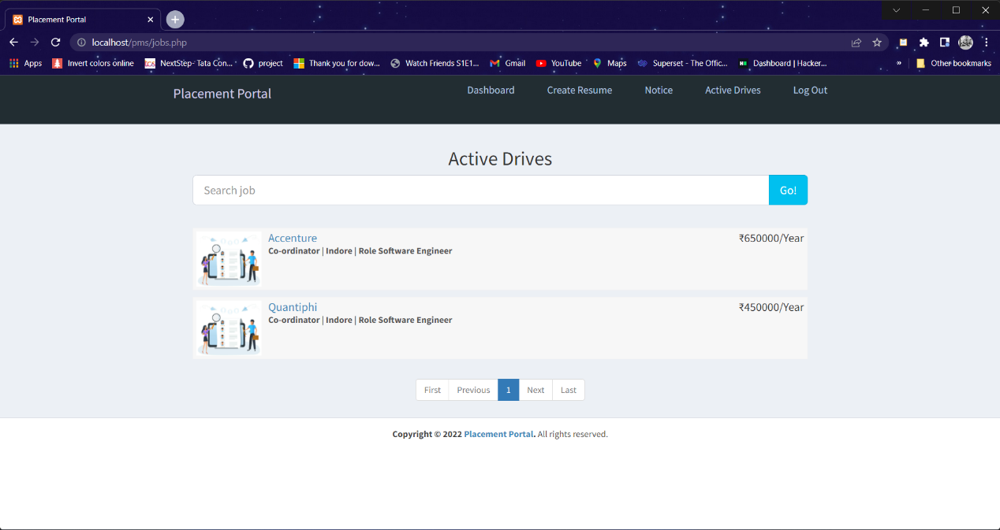 Placement Portal
localhost/pms/jobs.php
Apps Invert colors online NextStep- Tata Con... project Thank you for dow... Watch Friends S1E1... Gmail YouTube Maps Superset - The Offic... Dashboard | Hacker... » Other bookmarks
Placement Portal Dashboard Create Resume Notice Active Drives Log Out
Active Drives
Search job Go!
Accenture ₹650000/Year
Co-ordinator | Indore | Role Software Engineer
Quantiphi ₹450000/Year
Co-ordinator | Indore | Role Software Engineer
First Previous 1 Next Last
Copyright © 2022 Placement Portal. All rights reserved.